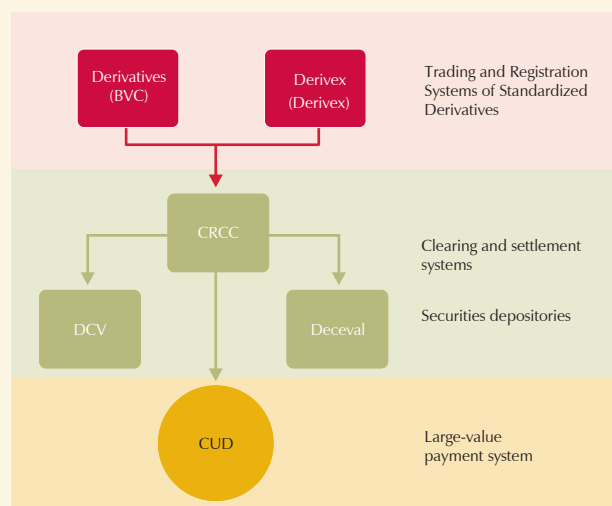 Derivatives
(BVC)
Derivex
(Derivex)
Trading and Registration
Systems of Standardized
Derivatives
CRCC
Clearing and settlement
systems
DCV
Deceval
Securities depositories
CUD
Large-value
payment system